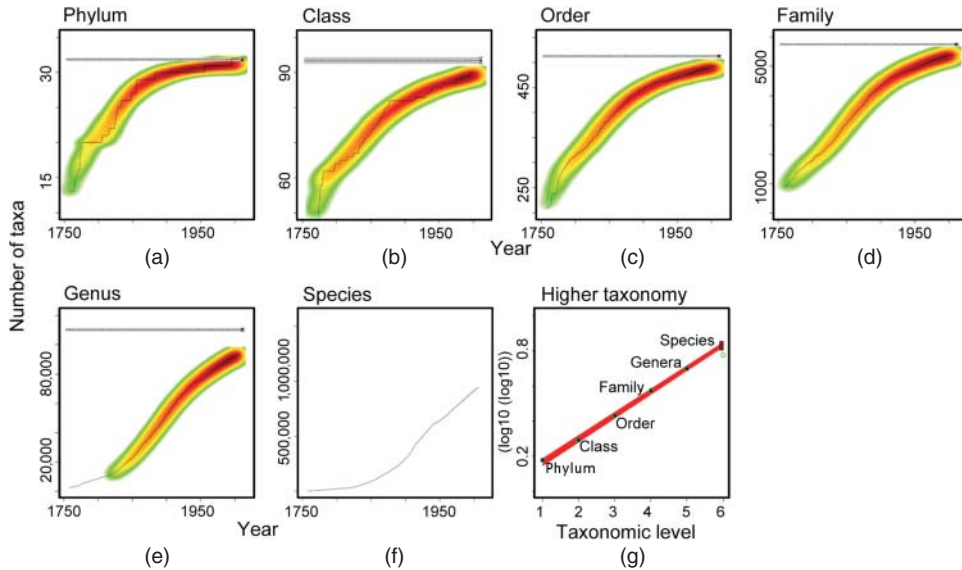 Phylum
Class
Order
Family
Number of taxa
30
15
1750
1950
90
60
1750
1950
450
250
1750
1950
5000
1000
1750
1950
Year
(a)
(b)
(c)
(d)
Genus
Species
Higher taxonomy
80,000
20,000
1750
1950
1,000,000
500,000
1750
1950
(log10 (log10))
0.8
0.2
Species
Genera
Family
Order
Class
Phylum
1 2 3 4 5 6
Year
Taxonomic level
(e)
(f)
(g)